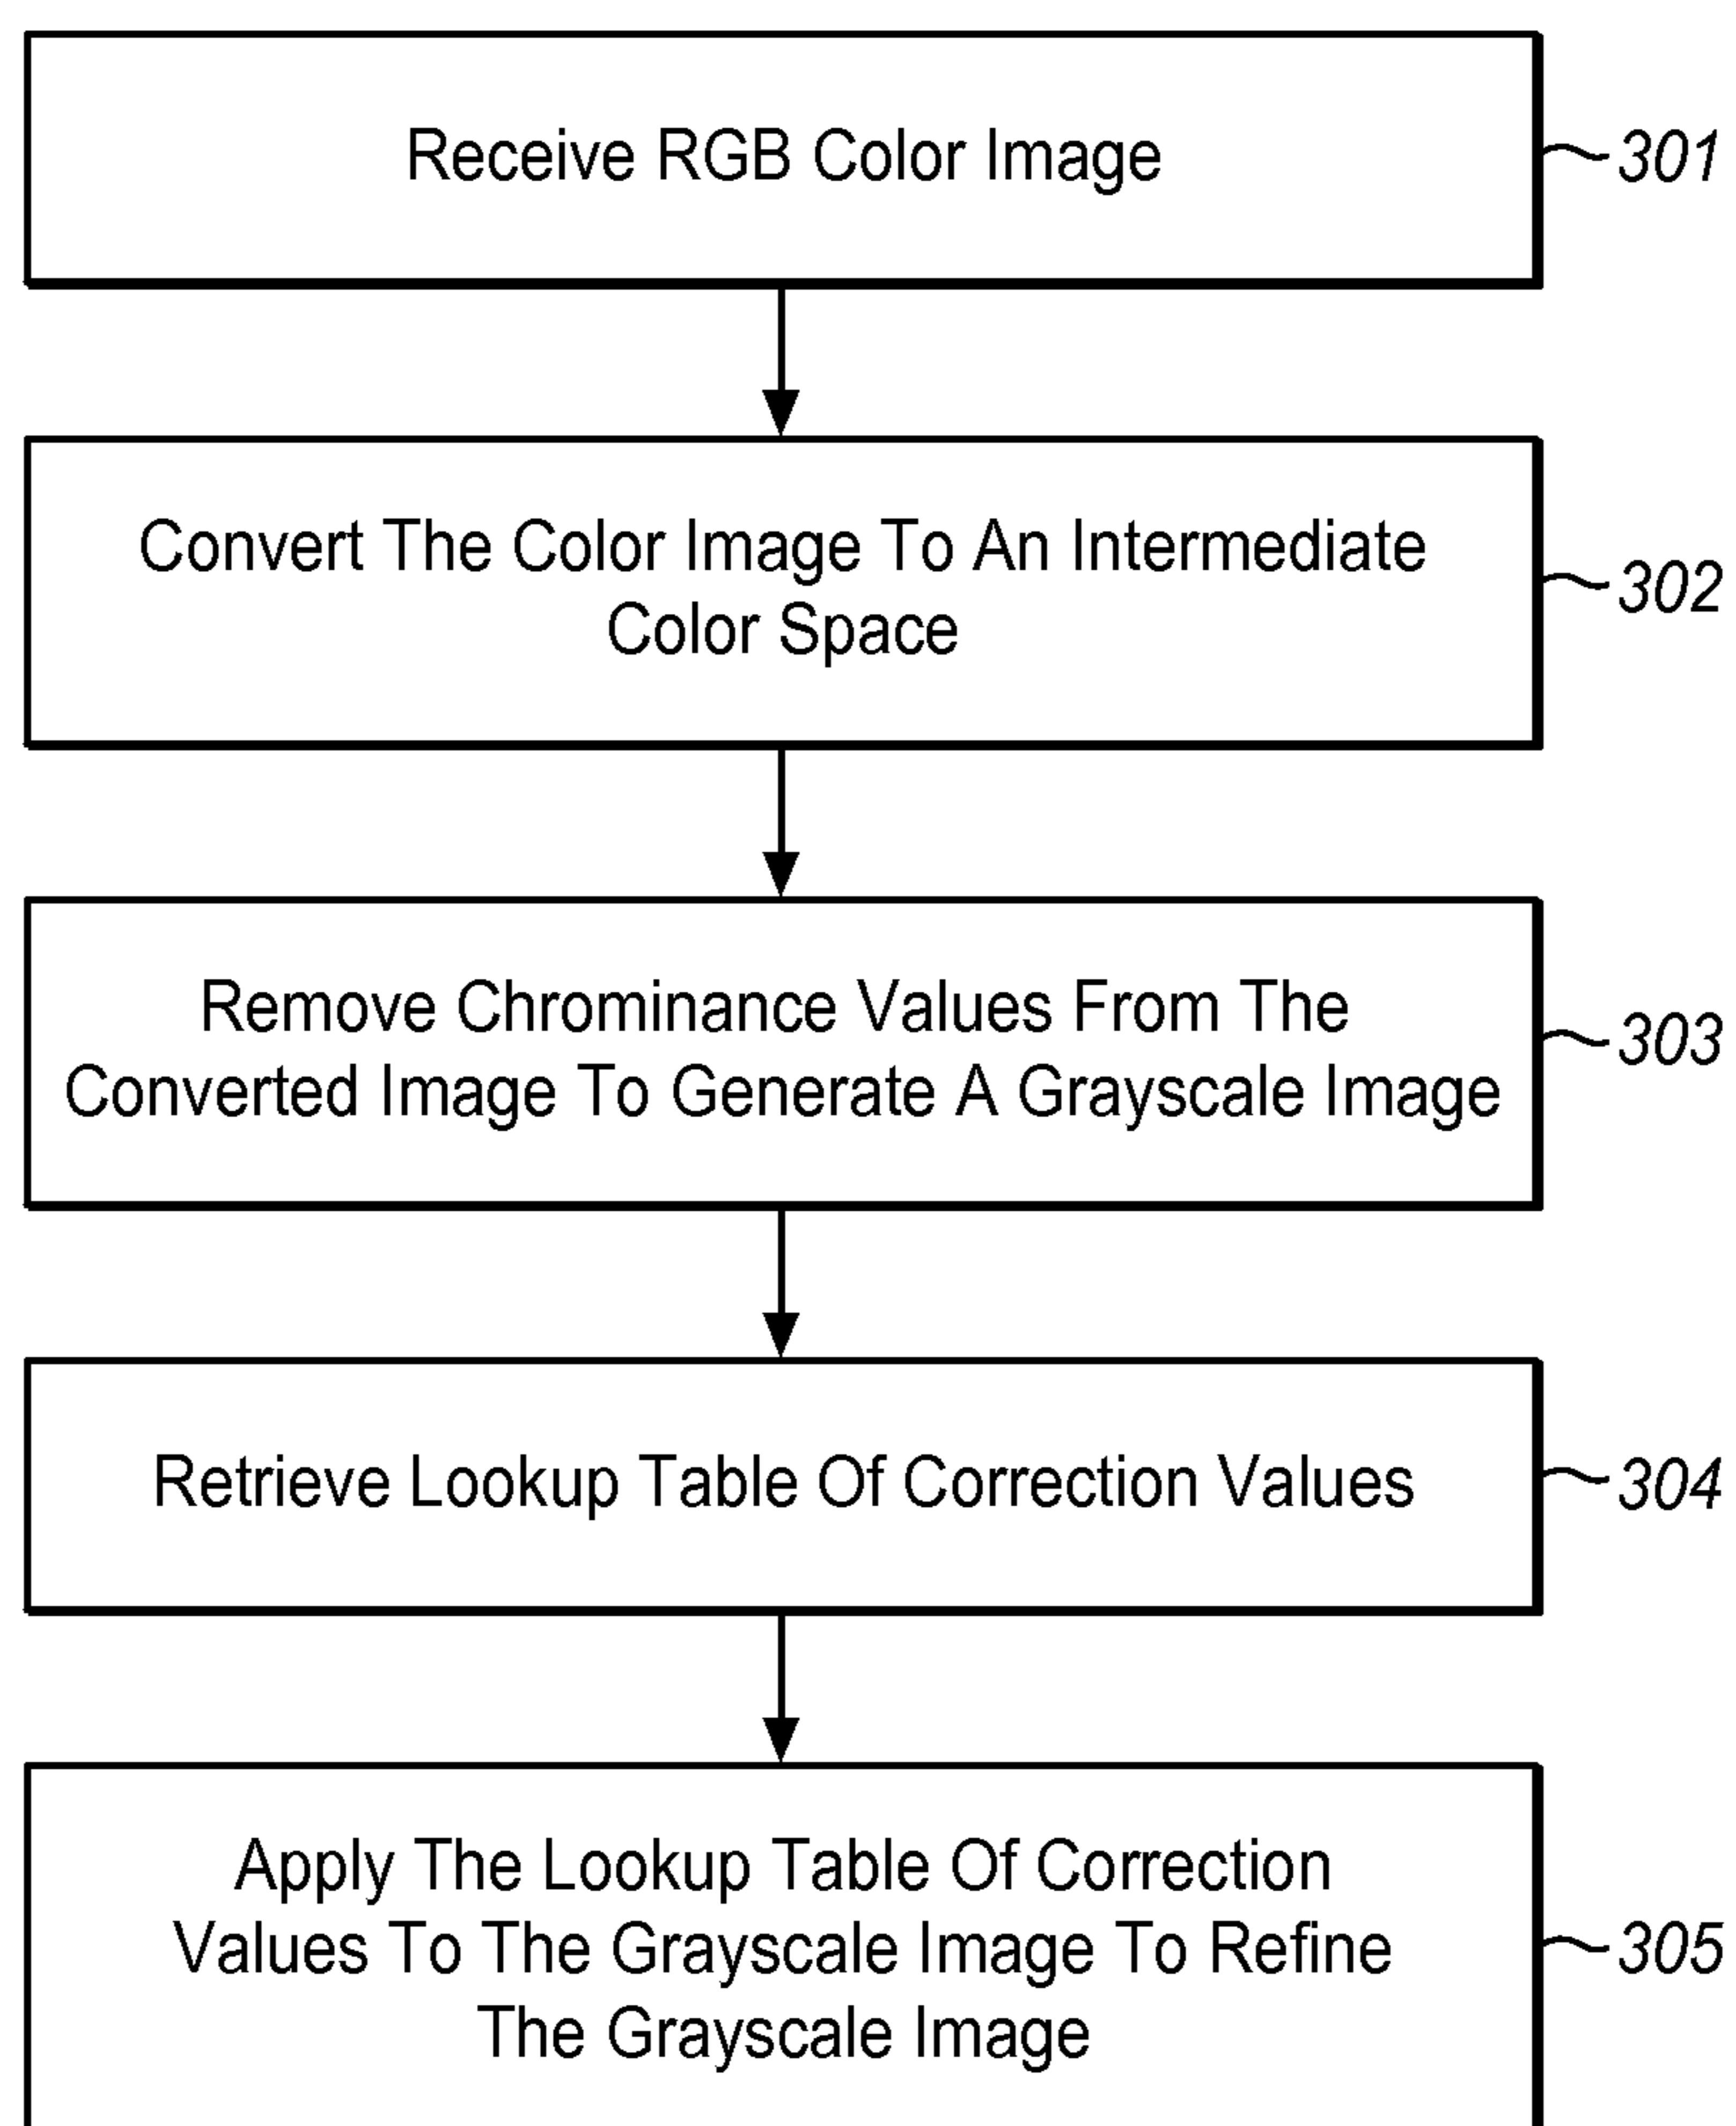 Receive RGB Color Image
301
Convert The Color Image To An Intermediate
Color Space
302
Remove Chrominance Values From The
Converted Image To Generate A Grayscale Image
303
Retrieve Lookup Table Of Correction Values
304
Apply The Lookup Table Of Correction
Values To The Grayscale Image To Refine
The Grayscale Image
305